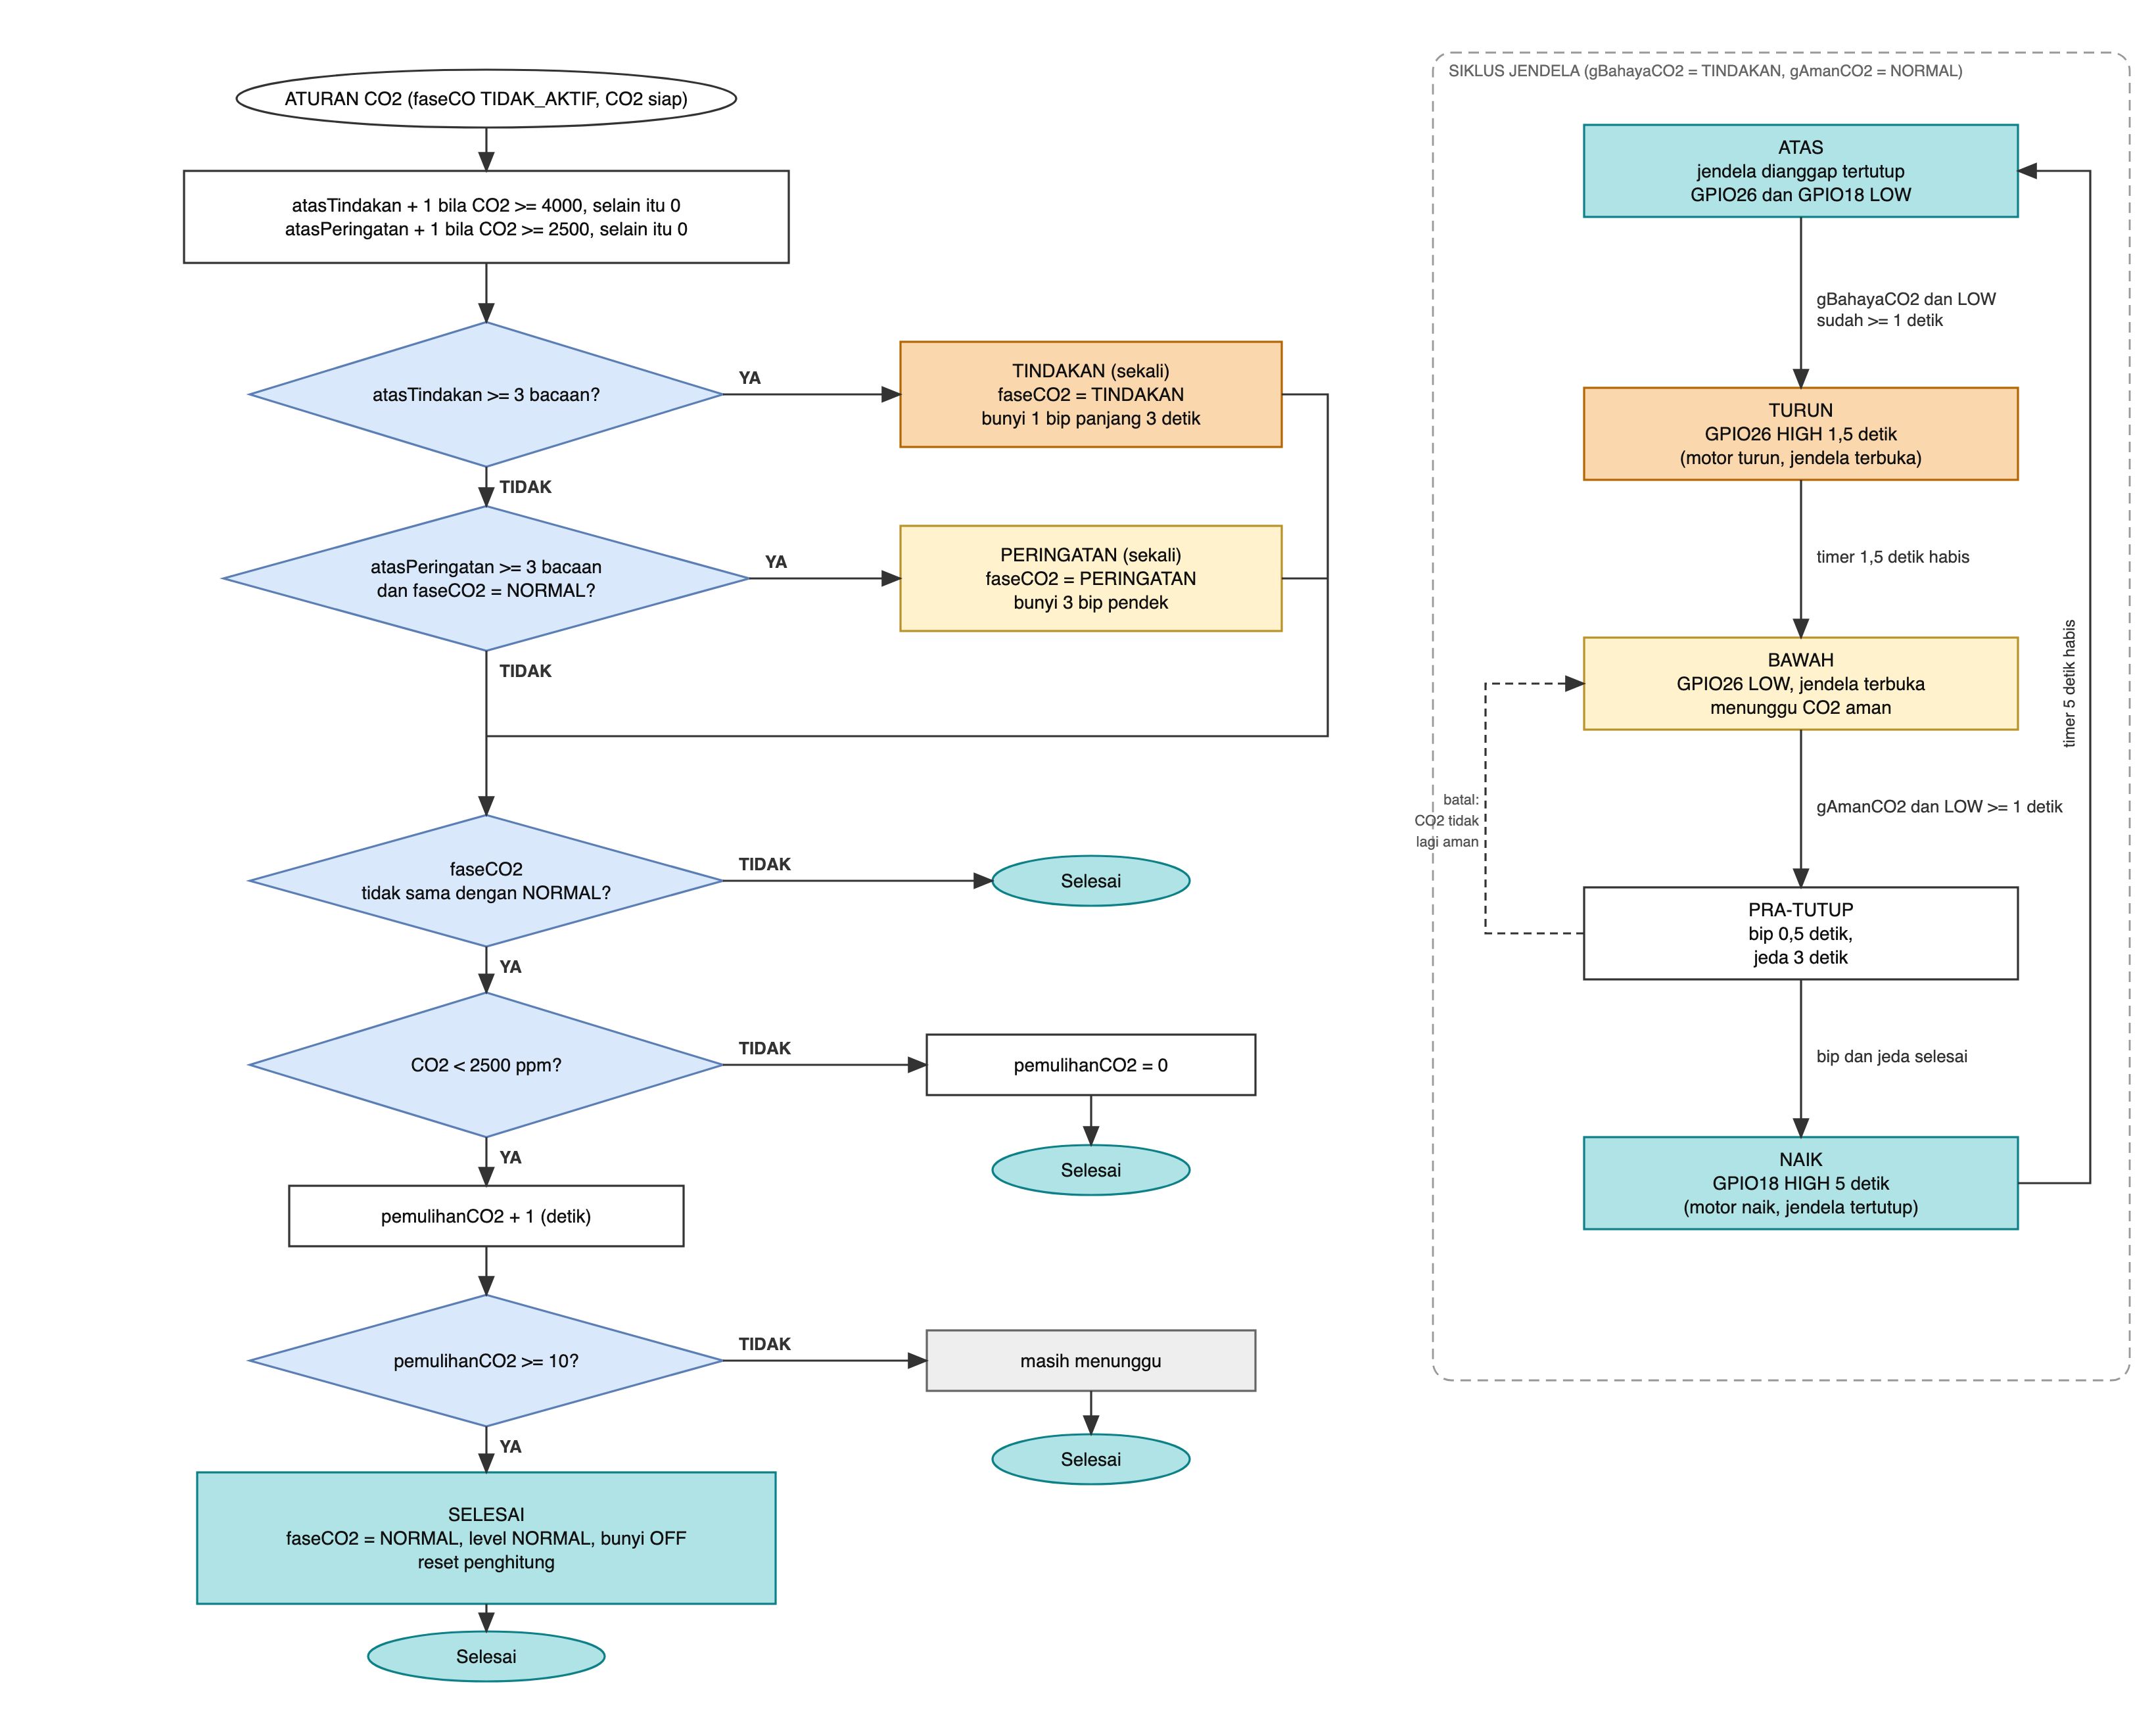 ATURAN CO2 (faseCO TIDAK_AKTIF, CO2 siap)
atasTindakan + 1 bila CO2 >= 4000, selain itu 0
atasPeringatan + 1 bila CO2 >= 2500, selain itu 0
atasTindakan >= 3 bacaan?
YA
TINDAKAN (sekali)
faseCO2 = TINDAKAN
bunyi 1 bip panjang 3 detik
TIDAK
atasPeringatan >= 3 bacaan
dan faseCO2 = NORMAL?
YA
PERINGATAN (sekali)
faseCO2 = PERINGATAN
bunyi 3 bip pendek
TIDAK
faseCO2
tidak sama dengan NORMAL?
TIDAK
Selesai
YA
CO2 < 2500 ppm?
TIDAK
pemulihanCO2 = 0
Selesai
YA
pemulihanCO2 + 1 (detik)
pemulihanCO2 >= 10?
TIDAK
masih menunggu
Selesai
YA
SELESAI
faseCO2 = NORMAL, level NORMAL, bunyi OFF
reset penghitung
Selesai
SIKLUS JENDELA (gBahayaCO2 = TINDAKAN, gAmanCO2 = NORMAL)
ATAS
jendela dianggap tertutup
GPIO26 dan GPIO18 LOW
gBahayaCO2 dan LOW
sudah >= 1 detik
TURUN
GPIO26 HIGH 1,5 detik
(motor turun, jendela terbuka)
timer 1,5 detik habis
BAWAH
GPIO26 LOW, jendela terbuka
menunggu CO2 aman
gAmanCO2 dan LOW >= 1 detik
batal:
CO2 tidak
lagi aman
PRA-TUTUP
bip 0,5 detik,
jeda 3 detik
bip dan jeda selesai
NAIK
GPIO18 HIGH 5 detik
(motor naik, jendela tertutup)
timer 5 detik habis